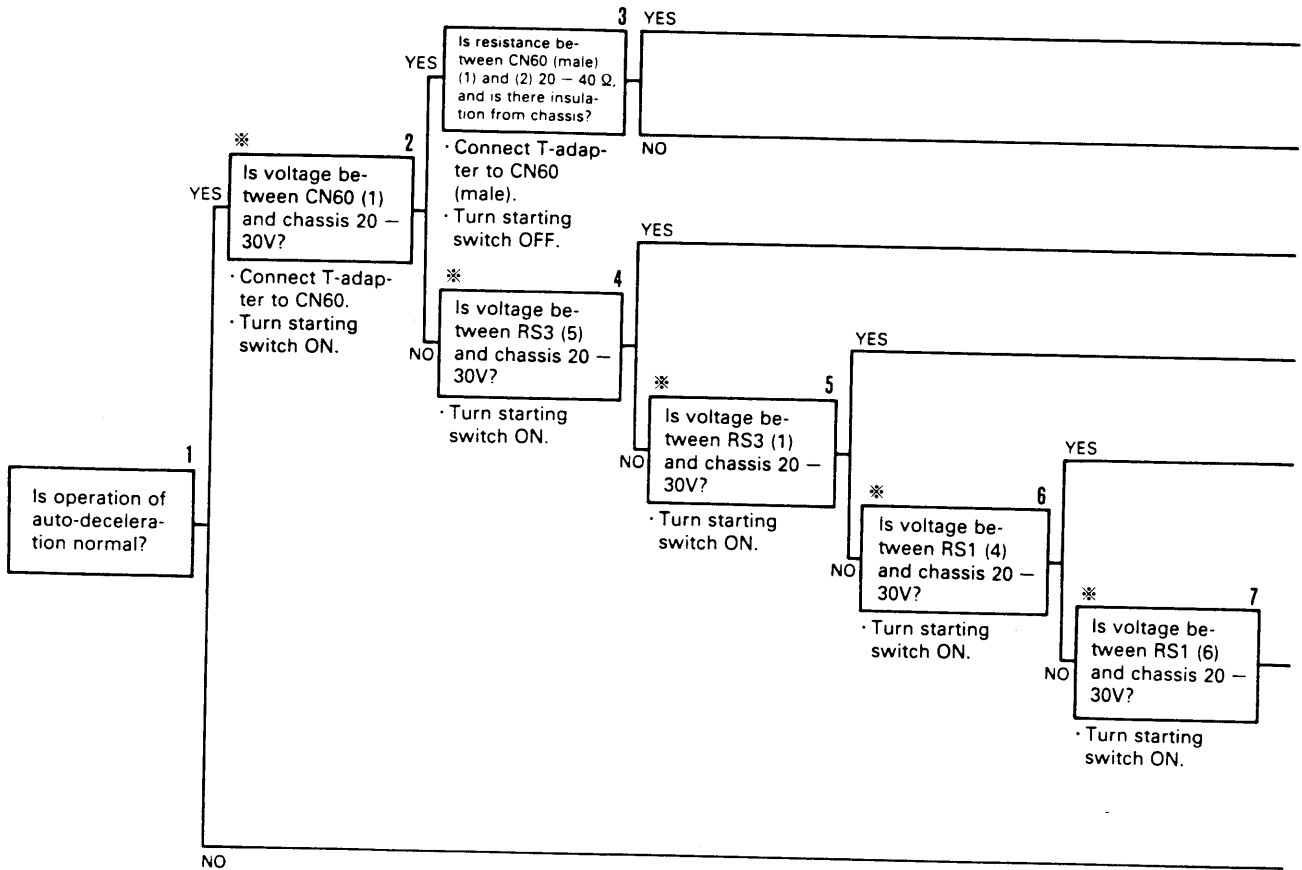 3
YES
Is resistance be-
tween CN60 (male)
(1) and (2) 20 – 40 Ω,
and is there insula-
tion from chassis?
YES
NO
· Connect T-adap-
ter to CN60
(male).
· Turn starting
switch OFF.
※
2
Is voltage be-
tween CN60 (1)
and chassis 20 –
30V?
YES
· Connect T-adap-
ter to CN60.
· Turn starting
switch ON.
※
4
YES
Is voltage be-
tween RS3 (5)
and chassis 20 –
30V?
NO
· Turn starting
switch ON.
※
5
YES
Is voltage be-
tween RS3 (1)
and chassis 20 –
30V?
NO
· Turn starting
switch ON.
1
Is operation of
auto-decelera-
tion normal?
※
6
YES
Is voltage be-
tween RS1 (4)
and chassis 20 –
30V?
NO
· Turn starting
switch ON.
※
7
Is voltage be-
tween RS1 (6)
and chassis 20 –
30V?
NO
· Turn starting
switch ON.
NO